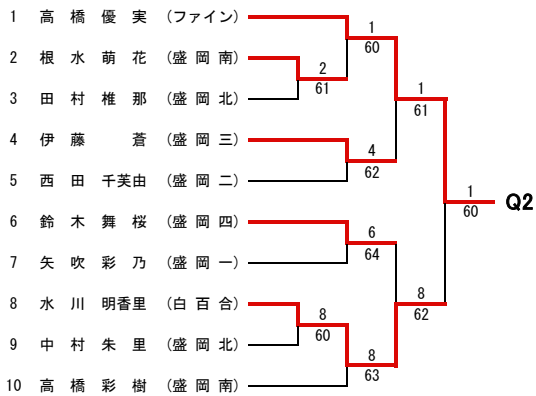 1 高 橋 優 実 (ファイン)
2 根 水 萌 花 (盛 岡 南)
3 田 村 椎 那 (盛 岡 北)
4 伊 藤 蒼 (盛 岡 三)
5 西 田 千芙由 (盛 岡 二)
6 鈴 木 舞 桜 (盛 岡 四)
7 矢 吹 彩 乃 (盛 岡 一)
8 水 川 明香里 (白 百 合)
9 中 村 朱 里 (盛 岡 北)
10 高 橋 彩 樹 (盛 岡 南)
2
61
8
60
1
60
4
62
6
64
8
63
1
61
8
62
1
60
Q2